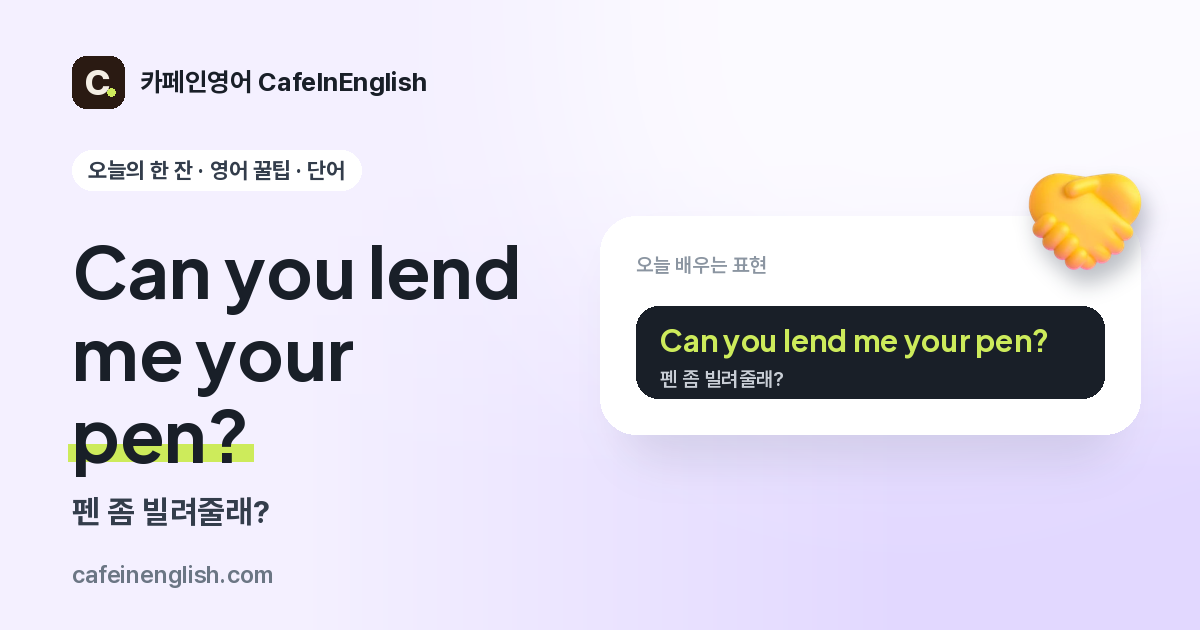 C
카페인영어 CafeInEnglish
오늘의 한 잔 · 영어 꿀팁 · 단어
Can you lend
me your
pen?
펜 좀 빌려줄래?
cafeinenglish.com
오늘 배우는 표현
Can you lend me your pen?
펜 좀 빌려줄래?